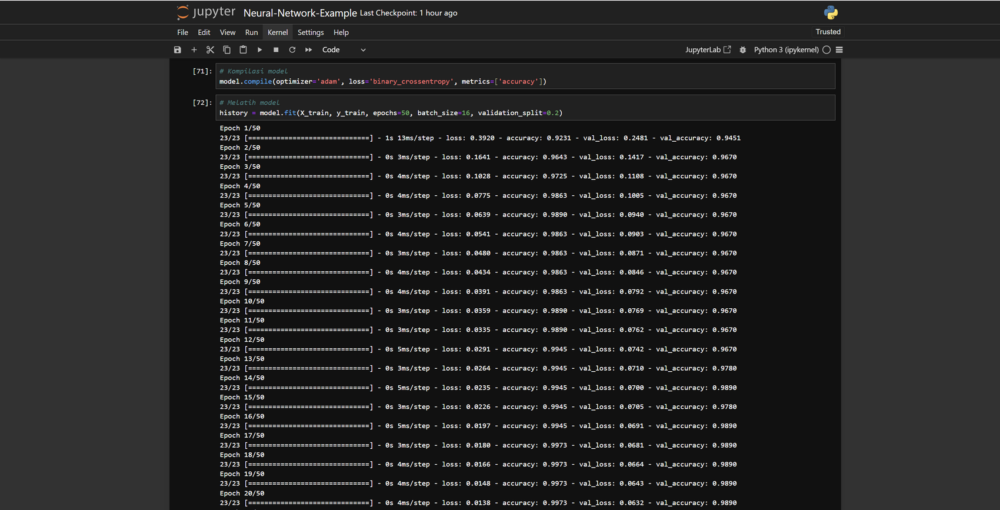 jupyter Neural-Network-Example Last Checkpoint: 1 hour ago
File Edit View Run Kernel Settings Help Trusted
Code JupyterLab Python 3 (ipykernel)
[71]: # Kompilasi model
model.compile(optimizer='adam', loss='binary_crossentropy', metrics=['accuracy'])
[72]: # Melatih model
history = model.fit(X_train, y_train, epochs=50, batch_size=16, validation_split=0.2)
Epoch 1/50
23/23 [==============================] - 1s 13ms/step - loss: 0.3920 - accuracy: 0.9231 - val_loss: 0.2481 - val_accuracy: 0.9451
Epoch 2/50
23/23 [==============================] - 0s 3ms/step - loss: 0.1641 - accuracy: 0.9643 - val_loss: 0.1417 - val_accuracy: 0.9670
Epoch 3/50
23/23 [==============================] - 0s 4ms/step - loss: 0.1028 - accuracy: 0.9725 - val_loss: 0.1108 - val_accuracy: 0.9670
Epoch 4/50
23/23 [==============================] - 0s 4ms/step - loss: 0.0775 - accuracy: 0.9863 - val_loss: 0.1005 - val_accuracy: 0.9670
Epoch 5/50
23/23 [==============================] - 0s 3ms/step - loss: 0.0639 - accuracy: 0.9890 - val_loss: 0.0940 - val_accuracy: 0.9670
Epoch 6/50
23/23 [==============================] - 0s 4ms/step - loss: 0.0541 - accuracy: 0.9863 - val_loss: 0.0903 - val_accuracy: 0.9670
Epoch 7/50
23/23 [==============================] - 0s 3ms/step - loss: 0.0480 - accuracy: 0.9863 - val_loss: 0.0871 - val_accuracy: 0.9670
Epoch 8/50
23/23 [==============================] - 0s 4ms/step - loss: 0.0434 - accuracy: 0.9863 - val_loss: 0.0846 - val_accuracy: 0.9670
Epoch 9/50
23/23 [==============================] - 0s 4ms/step - loss: 0.0391 - accuracy: 0.9863 - val_loss: 0.0792 - val_accuracy: 0.9670
Epoch 10/50
23/23 [==============================] - 0s 3ms/step - loss: 0.0359 - accuracy: 0.9890 - val_loss: 0.0769 - val_accuracy: 0.9670
Epoch 11/50
23/23 [==============================] - 0s 3ms/step - loss: 0.0335 - accuracy: 0.9890 - val_loss: 0.0762 - val_accuracy: 0.9670
Epoch 12/50
23/23 [==============================] - 0s 5ms/step - loss: 0.0291 - accuracy: 0.9945 - val_loss: 0.0742 - val_accuracy: 0.9670
Epoch 13/50
23/23 [==============================] - 0s 3ms/step - loss: 0.0264 - accuracy: 0.9945 - val_loss: 0.0710 - val_accuracy: 0.9780
Epoch 14/50
23/23 [==============================] - 0s 5ms/step - loss: 0.0235 - accuracy: 0.9945 - val_loss: 0.0700 - val_accuracy: 0.9890
Epoch 15/50
23/23 [==============================] - 0s 3ms/step - loss: 0.0226 - accuracy: 0.9945 - val_loss: 0.0705 - val_accuracy: 0.9780
Epoch 16/50
23/23 [==============================] - 0s 5ms/step - loss: 0.0197 - accuracy: 0.9945 - val_loss: 0.0691 - val_accuracy: 0.9890
Epoch 17/50
23/23 [==============================] - 0s 3ms/step - loss: 0.0180 - accuracy: 0.9973 - val_loss: 0.0681 - val_accuracy: 0.9890
Epoch 18/50
23/23 [==============================] - 0s 4ms/step - loss: 0.0166 - accuracy: 0.9973 - val_loss: 0.0664 - val_accuracy: 0.9890
Epoch 19/50
23/23 [==============================] - 0s 4ms/step - loss: 0.0148 - accuracy: 0.9973 - val_loss: 0.0643 - val_accuracy: 0.9890
Epoch 20/50
23/23 [==============================] - 0s 4ms/step - loss: 0.0138 - accuracy: 0.9973 - val_loss: 0.0632 - val_accuracy: 0.9890